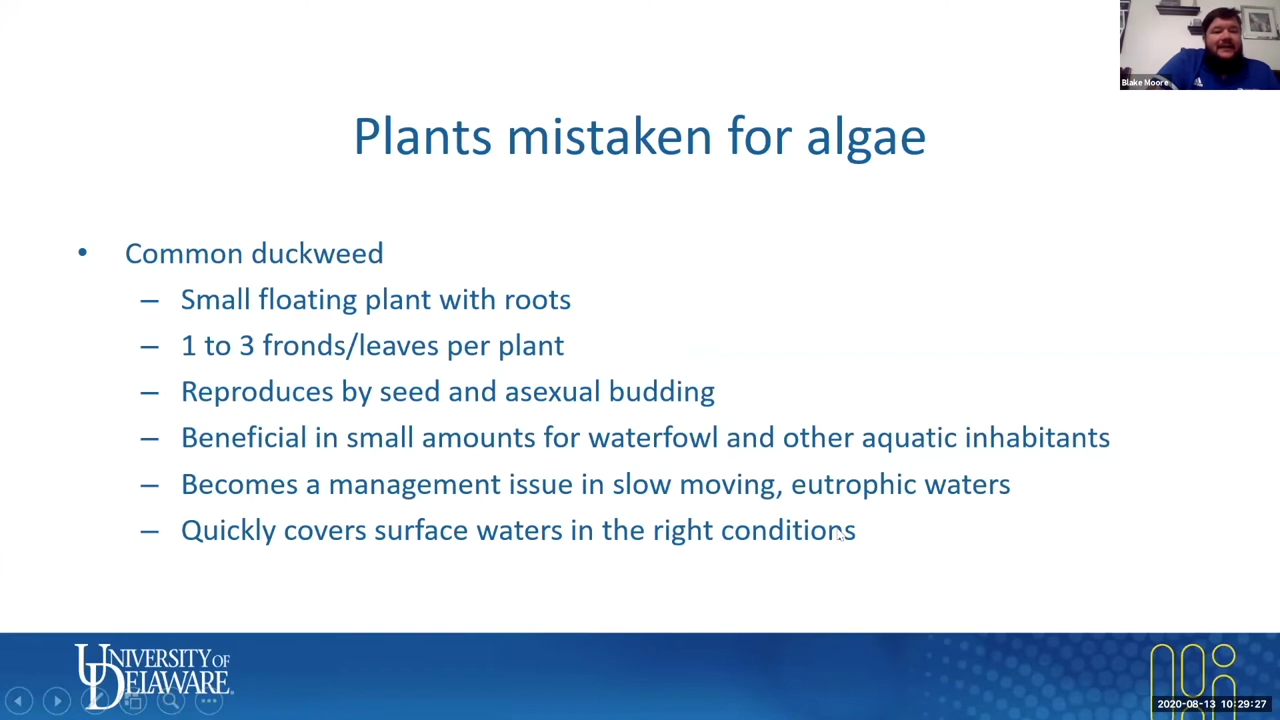 Blake Moore
Plants mistaken for algae
• Common duckweed
– Small floating plant with roots
– 1 to 3 fronds/leaves per plant
– Reproduces by seed and asexual budding
– Beneficial in small amounts for waterfowl and other aquatic inhabitants
– Becomes a management issue in slow moving, eutrophic waters
– Quickly covers surface waters in the right conditions
UNIVERSITY OF
DELAWARE
2020-08-13 10:29:27